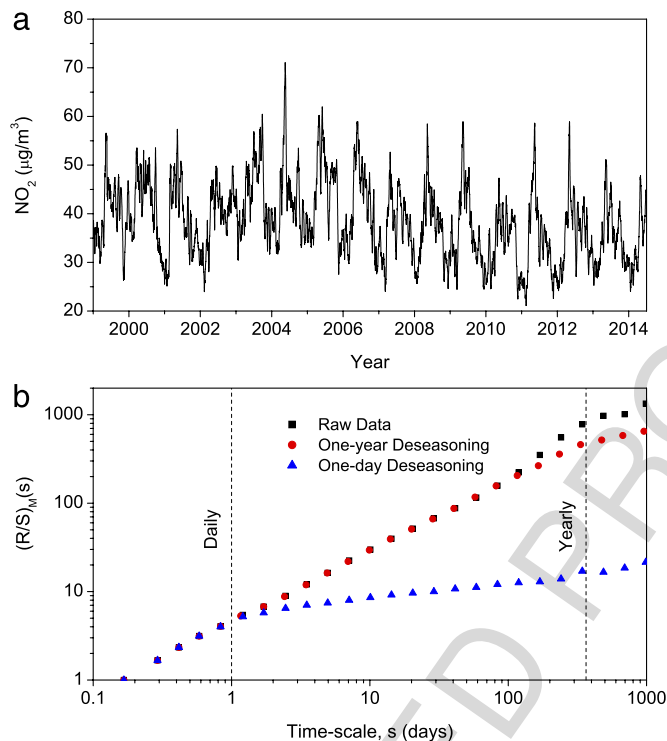 a
80
70
60
50
40
30
20
NO₂ (μg/m³)
2000 2002 2004 2006 2008 2010 2012 2014
Year
b
1000
100
10
1
(R/S)M(s)
Raw Data
One-year Deseasoning
One-day Deseasoning
Daily
Yearly
0.1 1 10 100 1000
Time-scale, s (days)